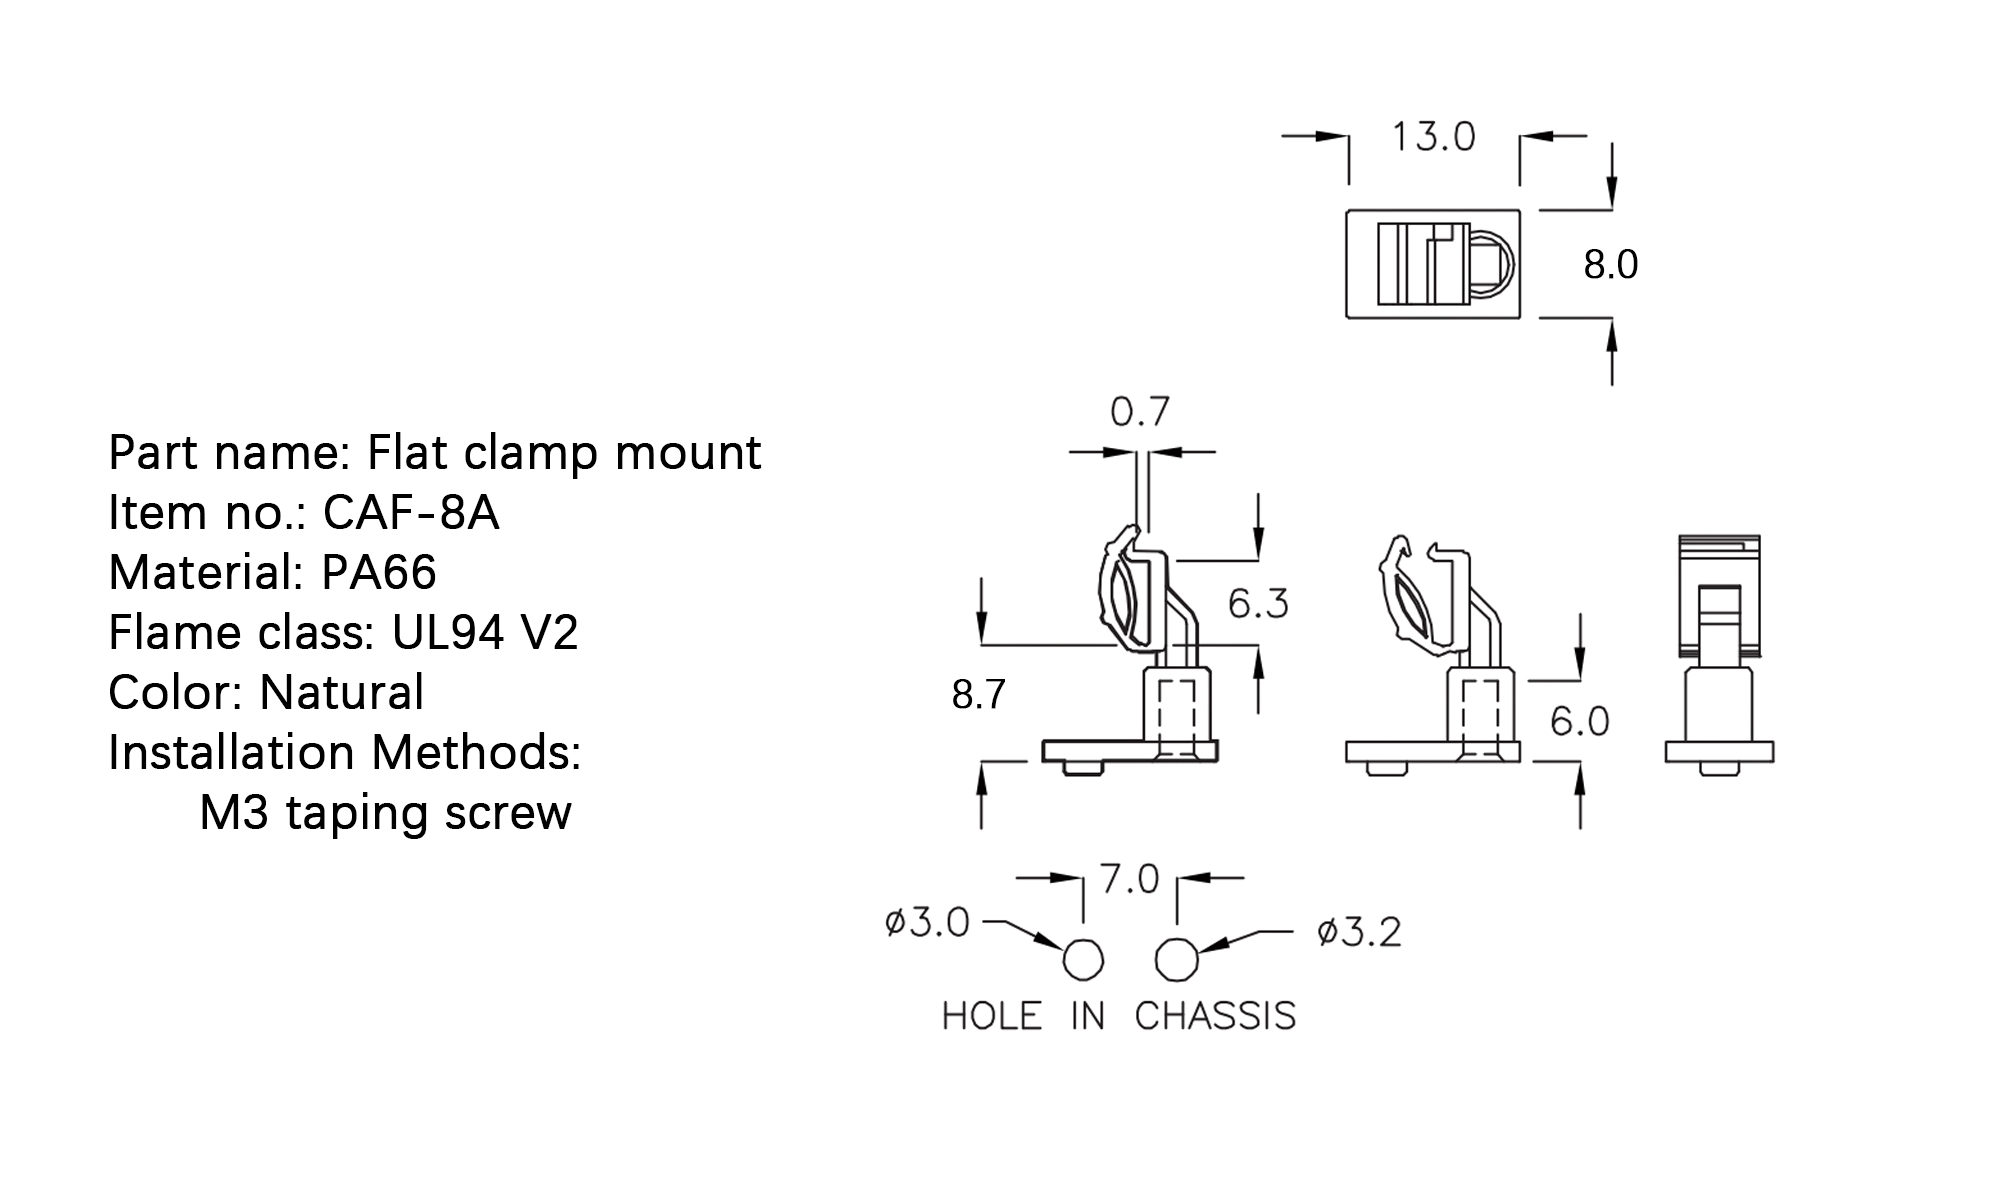 13.0
8.0
0.7
Part name: Flat clamp mount
Item no.: CAF-8A
Material: PA66
Flame class: UL94 V2
Color: Natural
Installation Methods:
M3 taping screw
6.3
8.7
6.0
7.0
ø3.0
ø3.2
HOLE IN CHASSIS